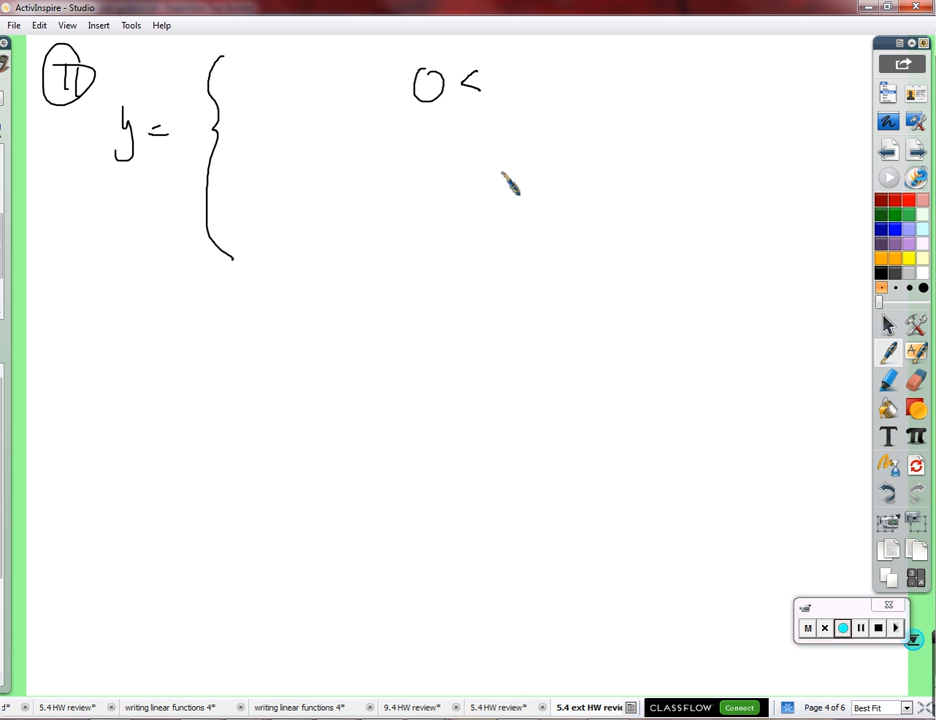 ActivInspire - Studio
File Edit View Insert Tools Help
11
y = {
0 <
M
d*
5.4 HW review*
writing linear functions 4*
writing linear functions 4*
9.4 HW review*
5.4 HW review*
5.4 ext HW revie
CLASSFLOW Connect
Page 4 of 6
Best Fit